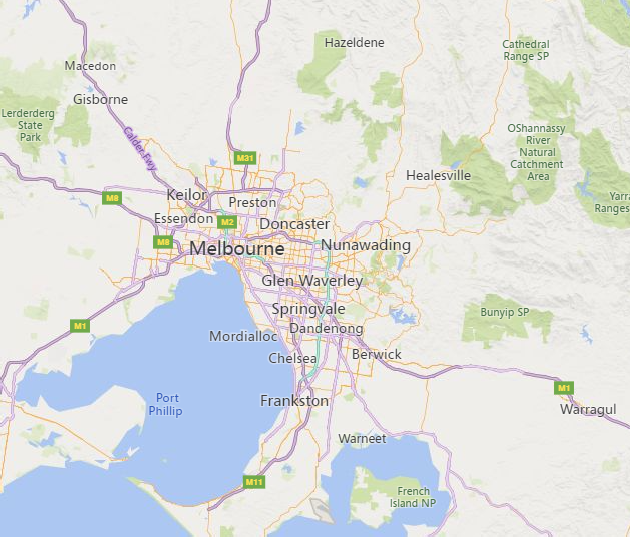 Hazeldene
Cathedral
Range SP
Macedon
Gisborne
Lerderderg
State
Park
Calder Fwy
OShannassy
River
Natural
Catchment
Area
M31
Healesville
Keilor
M8
Preston
Yarra
Ranges
Essendon
M2
Doncaster
M8
Melbourne
Nunawading
Glen Waverley
Springvale
Bunyip SP
M1
Dandenong
Mordialloc
Chelsea
Berwick
M1
Port
Phillip
Frankston
Warragul
Warneet
M11
French
Island NP